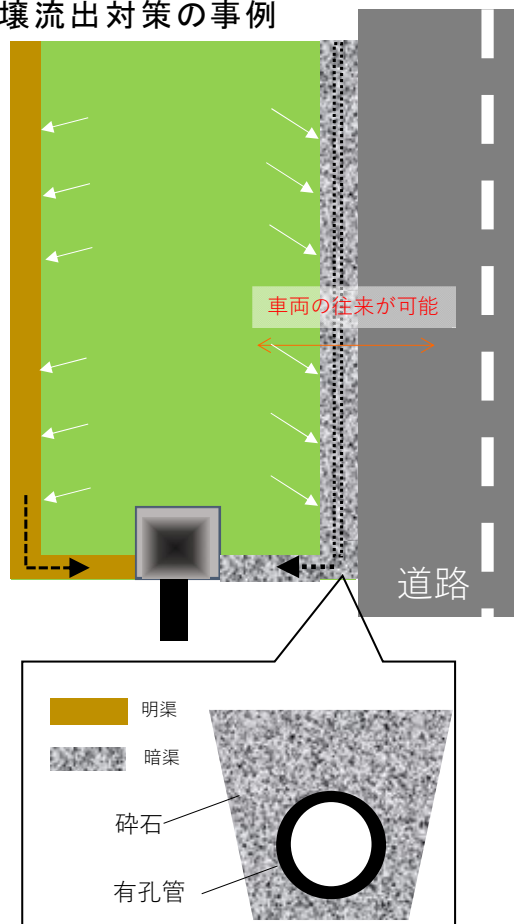 壌流出対策の事例
車両の往来が可能
道路
明渠
暗渠
砕石
有孔管